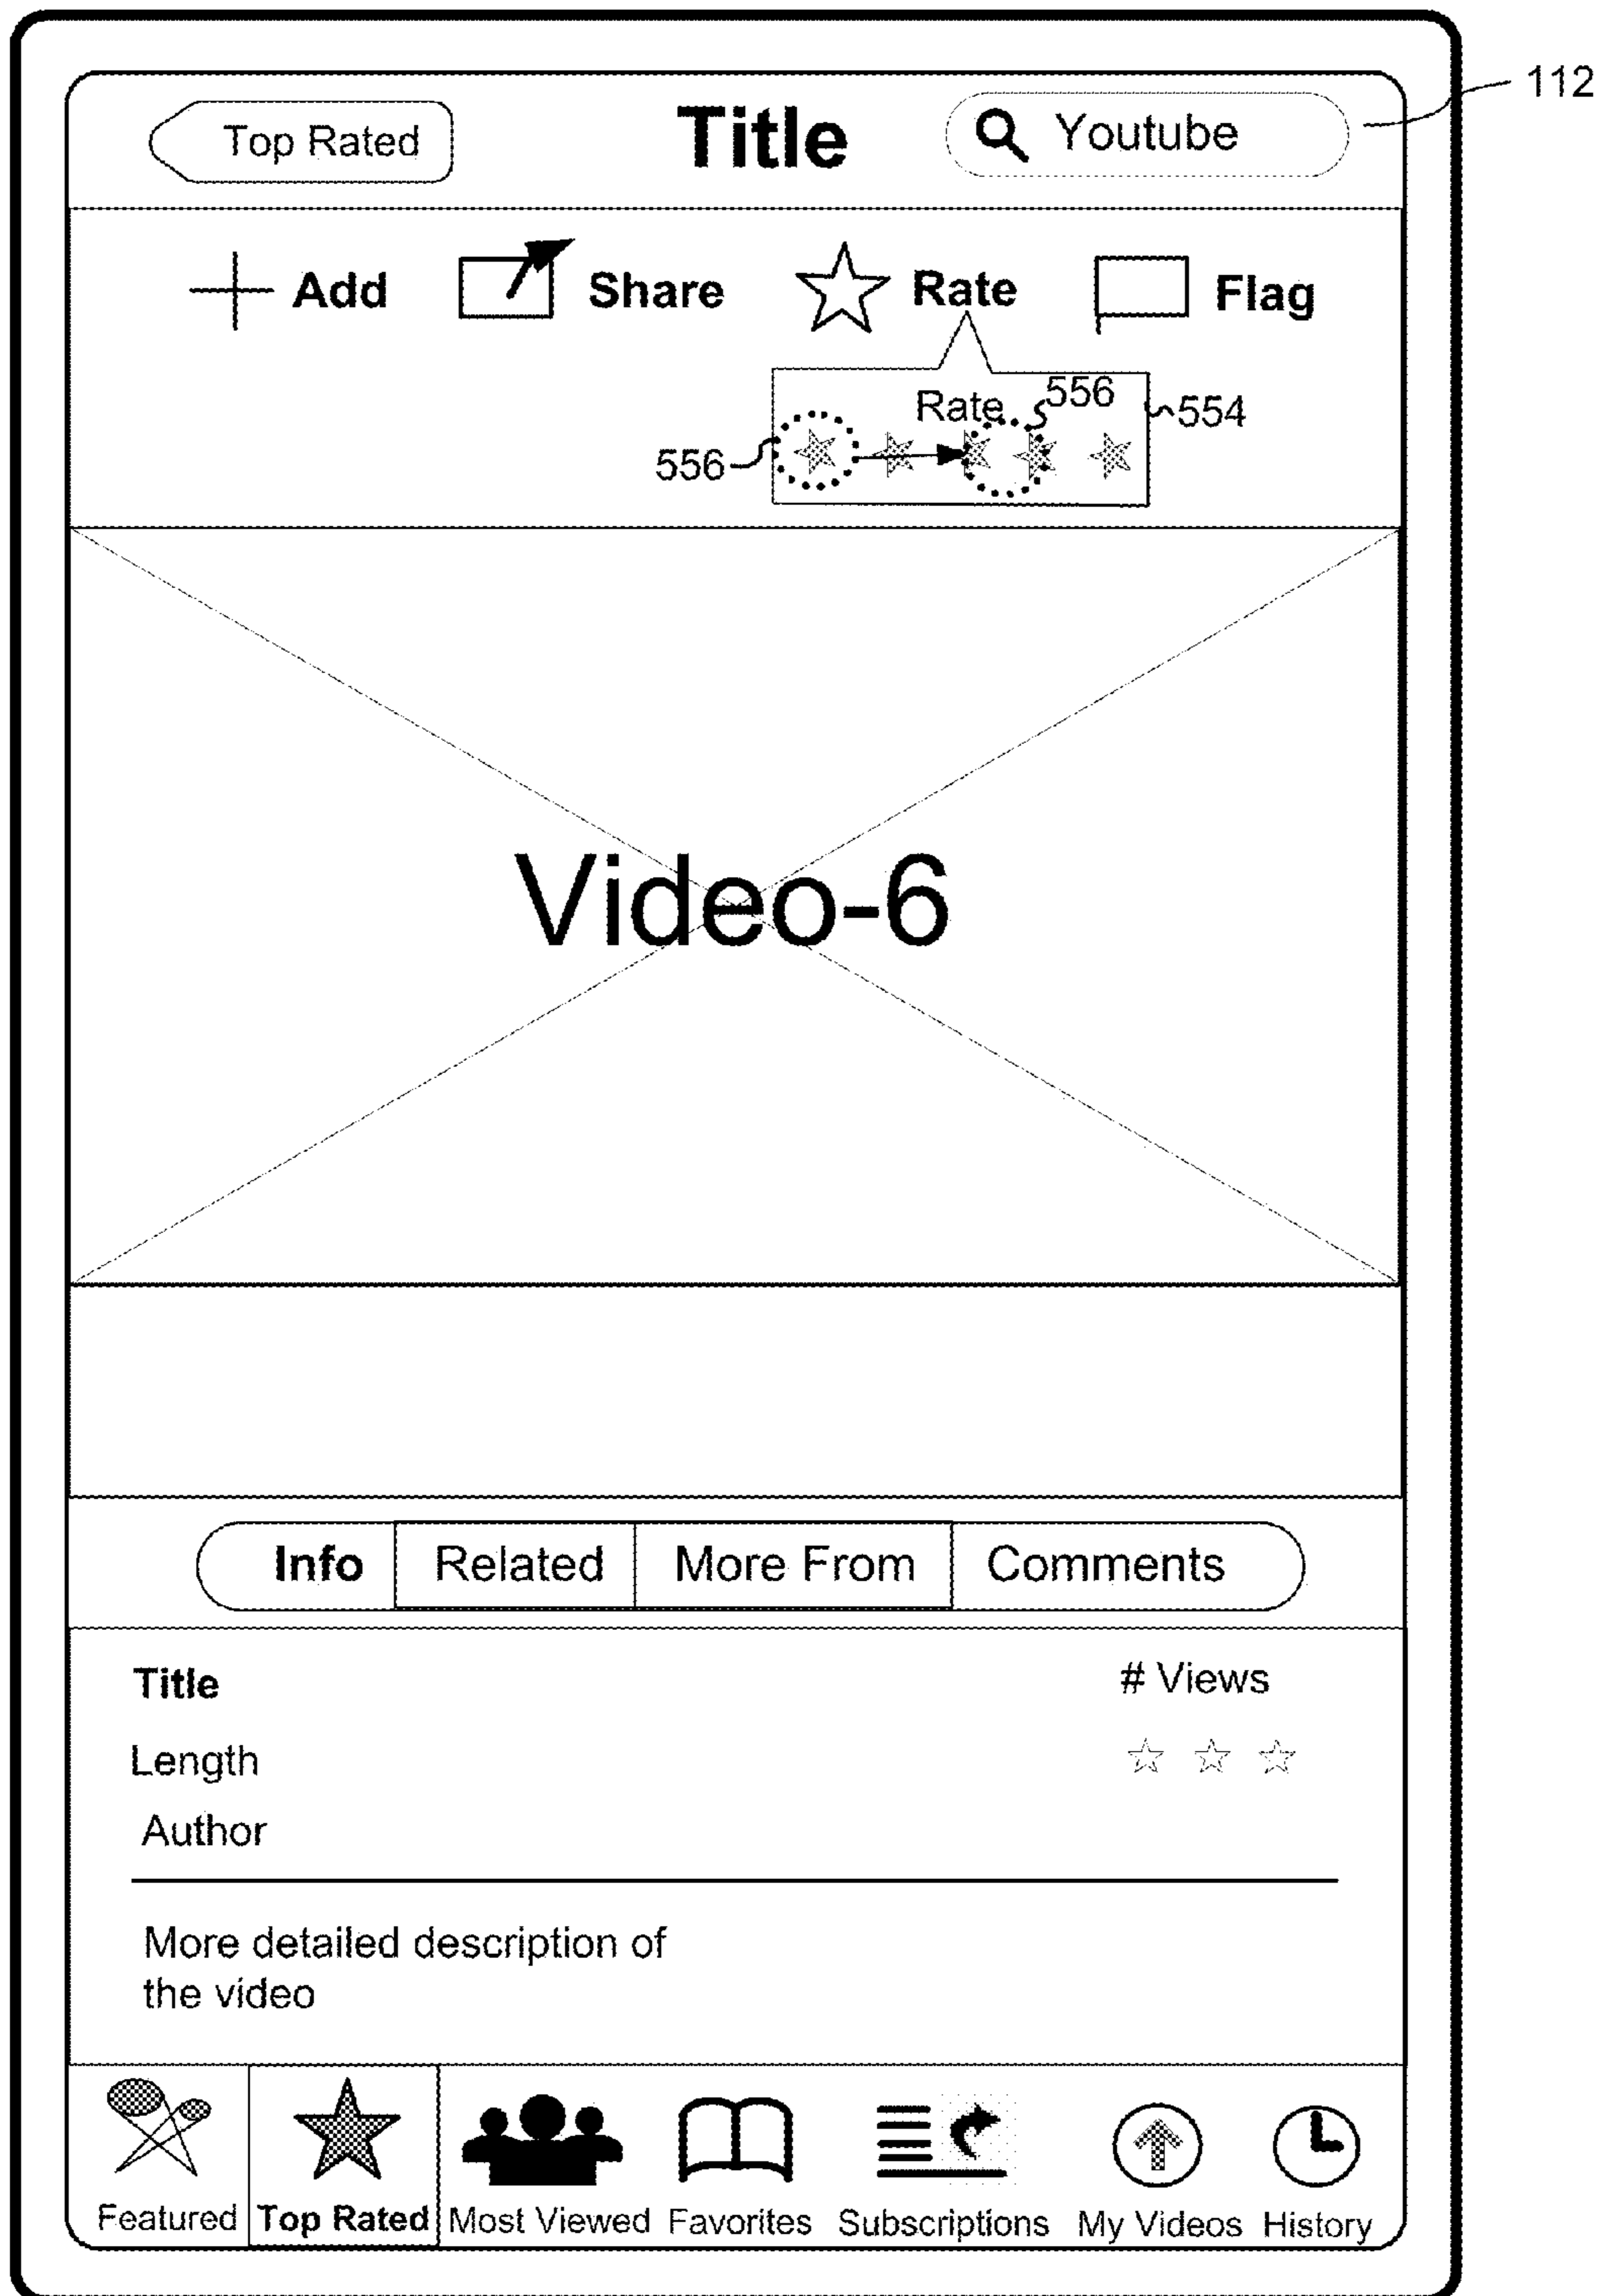 112
Top Rated Title Youtube
Add Share Rate Flag
Rate 556 554
556
Video-6
Info Related More From Comments
Title # Views
Length
Author
More detailed description of
the video
Featured Top Rated Most Viewed Favorites Subscriptions My Videos History